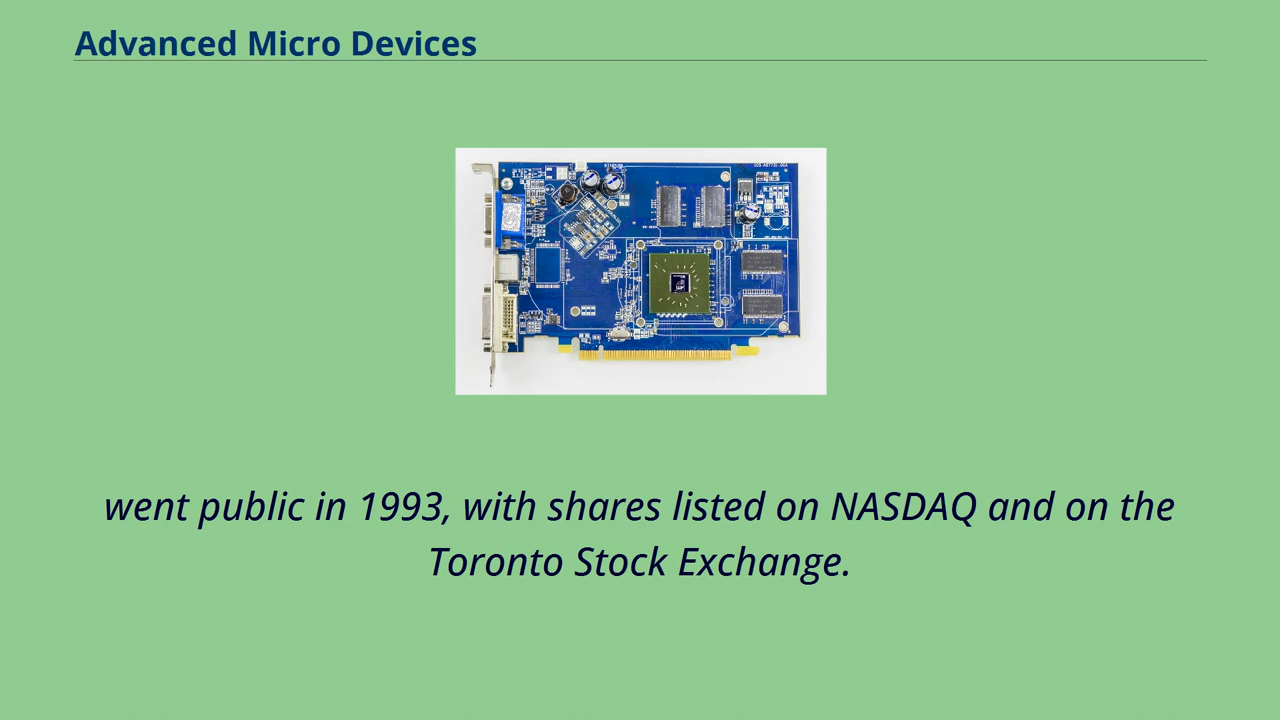 Advanced Micro Devices
went public in 1993, with shares listed on NASDAQ and on the
Toronto Stock Exchange.